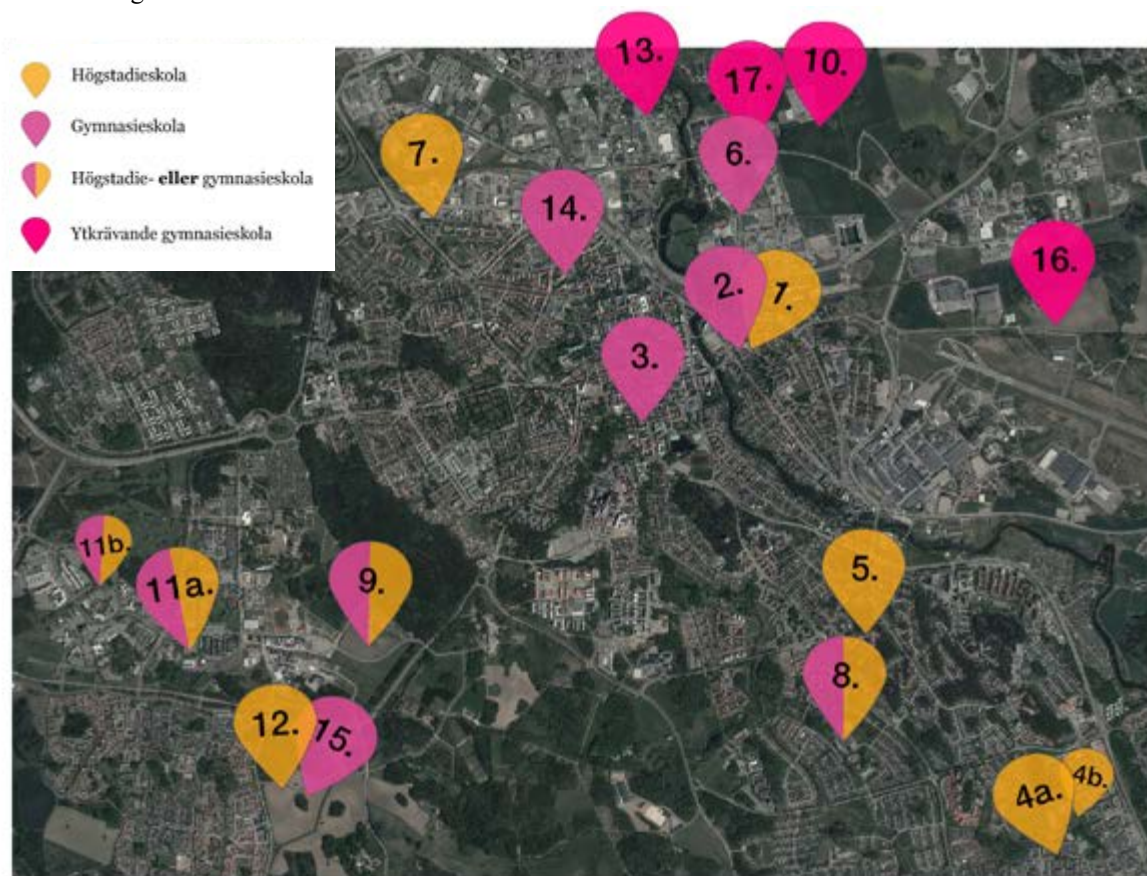 Högstadieskola
Gymnasieskola
Högstadie- eller gymnasieskola
Ytkrävande gymnasieskola
13.
17.
10.
7.
6.
14.
16.
2.
1.
3.
11b.
11a.
9.
5.
8.
12.
15.
4a.
4b.